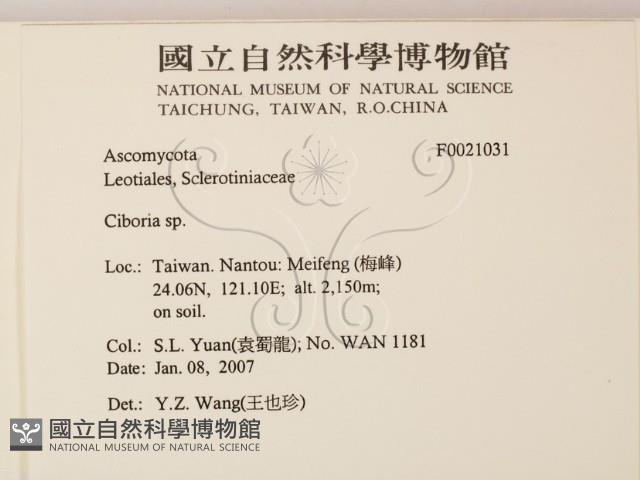 國立自然科學博物館
NATIONAL MUSEUM OF NATURAL SCIENCE
TAICHUNG, TAIWAN, R.O.CHINA
Ascomycota F0021031
Leotiales, Sclerotiniaceae
Ciboria sp.
Loc.: Taiwan. Nantou: Meifeng (梅峰)
24.06N, 121.10E; alt. 2,150m;
on soil.
Col.: S.L. Yuan(袁蜀龍); No. WAN 1181
Date: Jan. 08, 2007
Det.: Y.Z. Wang(王也珍)
國立自然科學博物館
NATIONAL MUSEUM OF NATURAL SCIENCE